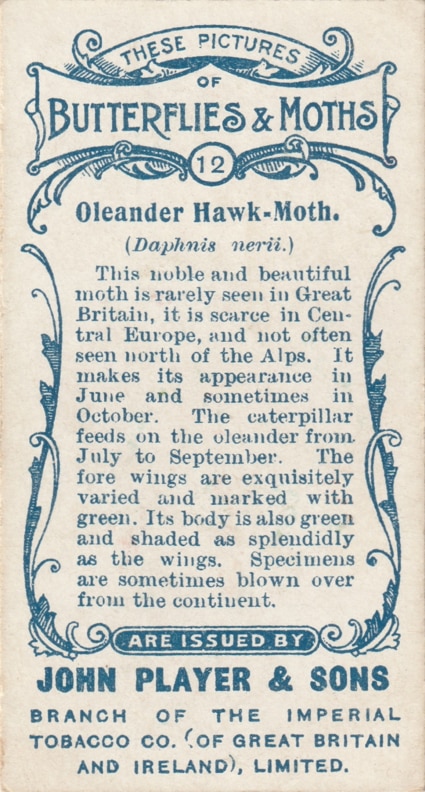 THESE PICTURES
OF
BUTTERFLIES & MOTHS
12
Oleander Hawk-Moth.
(Daphnis nerii.)
This noble and beautiful
moth is rarely seen in Great
Britain, it is scarce in Cen-
tral Europe, and not often
seen north of the Alps. It
makes its appearance in
June and sometimes in
October. The caterpillar
feeds on the oleander from
July to September. The
fore wings are exquisitely
varied and marked with
green. Its body is also green
and shaded as splendidly
as the wings. Specimens
are sometimes blown over
from the continent.
ARE ISSUED BY
JOHN PLAYER & SONS
BRANCH OF THE IMPERIAL
TOBACCO CO. (OF GREAT BRITAIN
AND IRELAND), LIMITED.